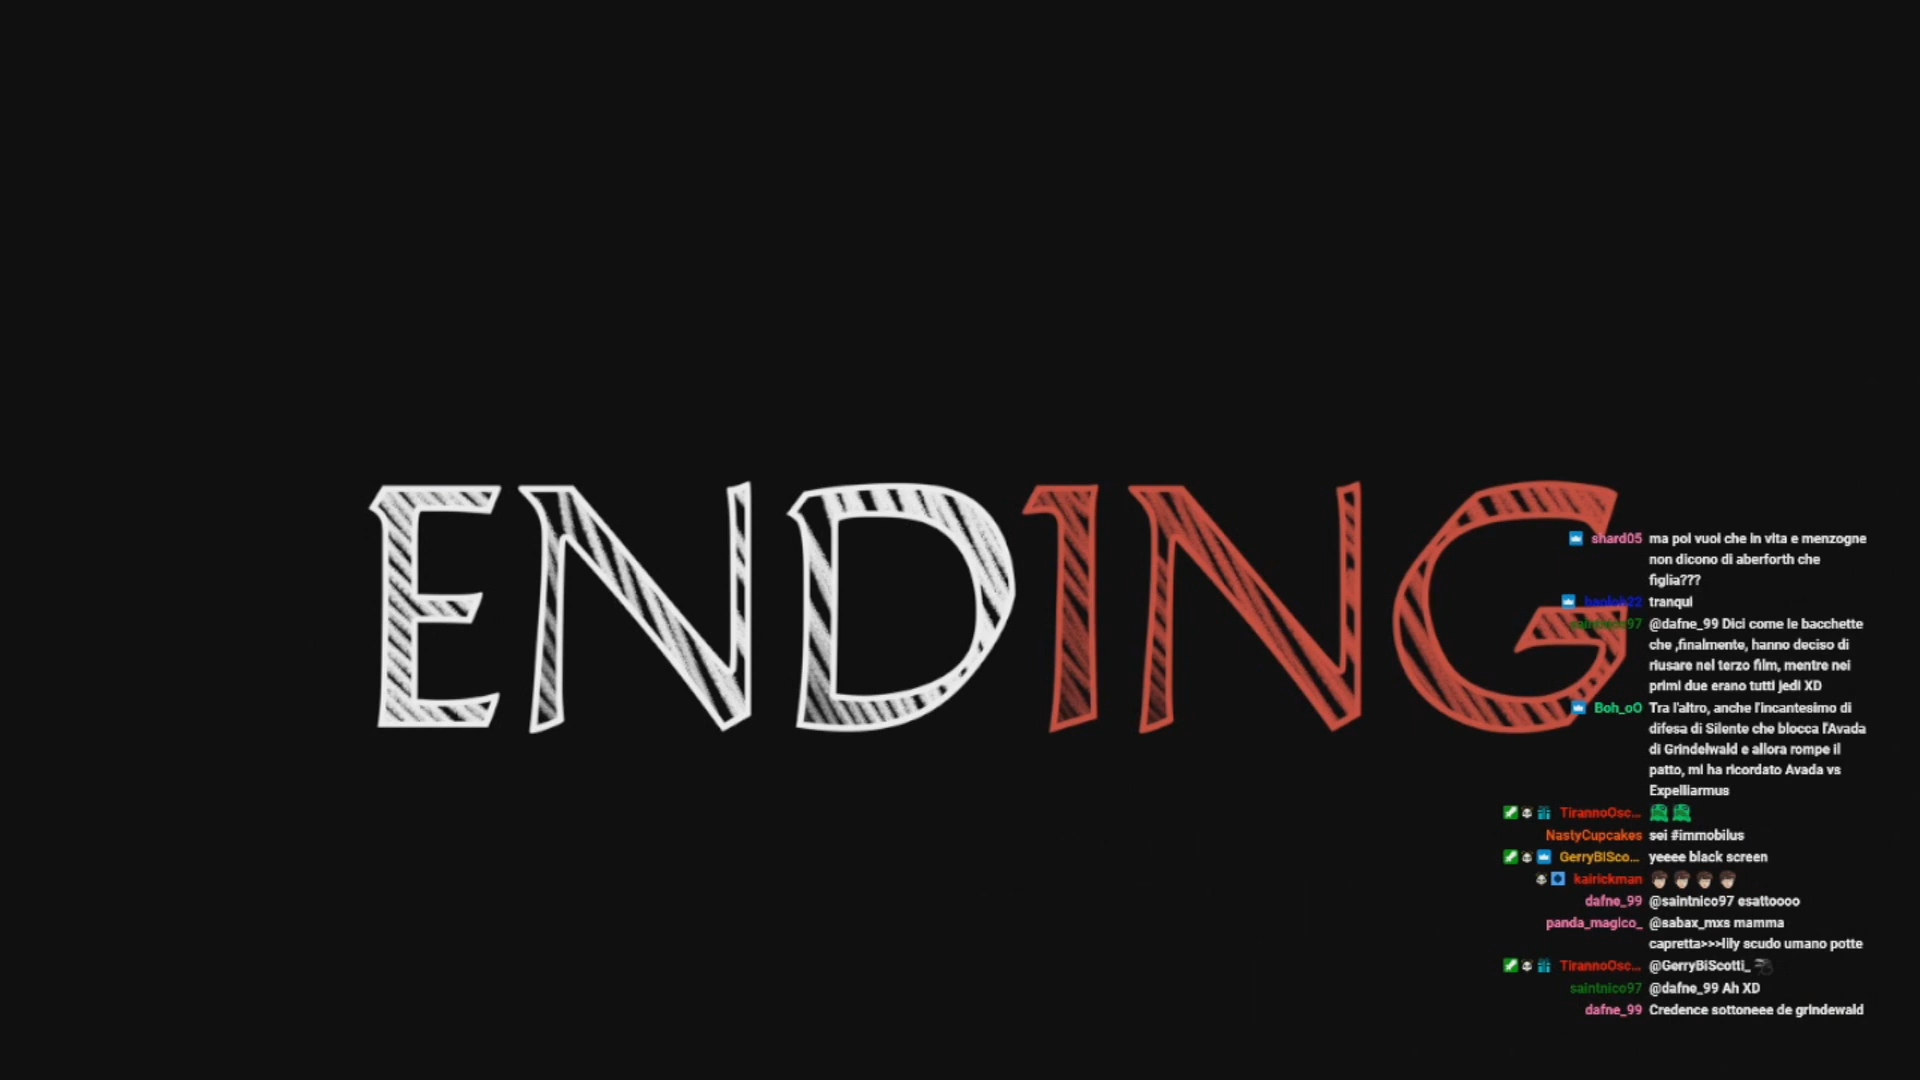 ENDING
shard05 ma poi vuoi che in vita e menzogne
non dicono di aberforth che
figlia???
tranqui
saintnico97 @dafne_99 Dici come le bacchette
che ,finalmente, hanno deciso di
riusare nel terzo film, mentre nei
primi due erano tutti jedi XD
Boh_oO Tra l'altro, anche l'incantesimo di
difesa di Silente che blocca l'Avada
di Grindelwald e allora rompe il
patto, mi ha ricordato Avada vs
Expelliarmus
TirannoOsc...
NastyCupcakes sei #immobilus
GerryBiSco... yeeee black screen
kairickman
dafne_99 @saintnico97 esattoooo
panda_magico_ @sabax_mxs mamma
capretta>>>lily scudo umano potte
TirannoOsc... @GerryBiScotti_
saintnico97 @dafne_99 Ah XD
dafne_99 Credence sottoneee de grindewald